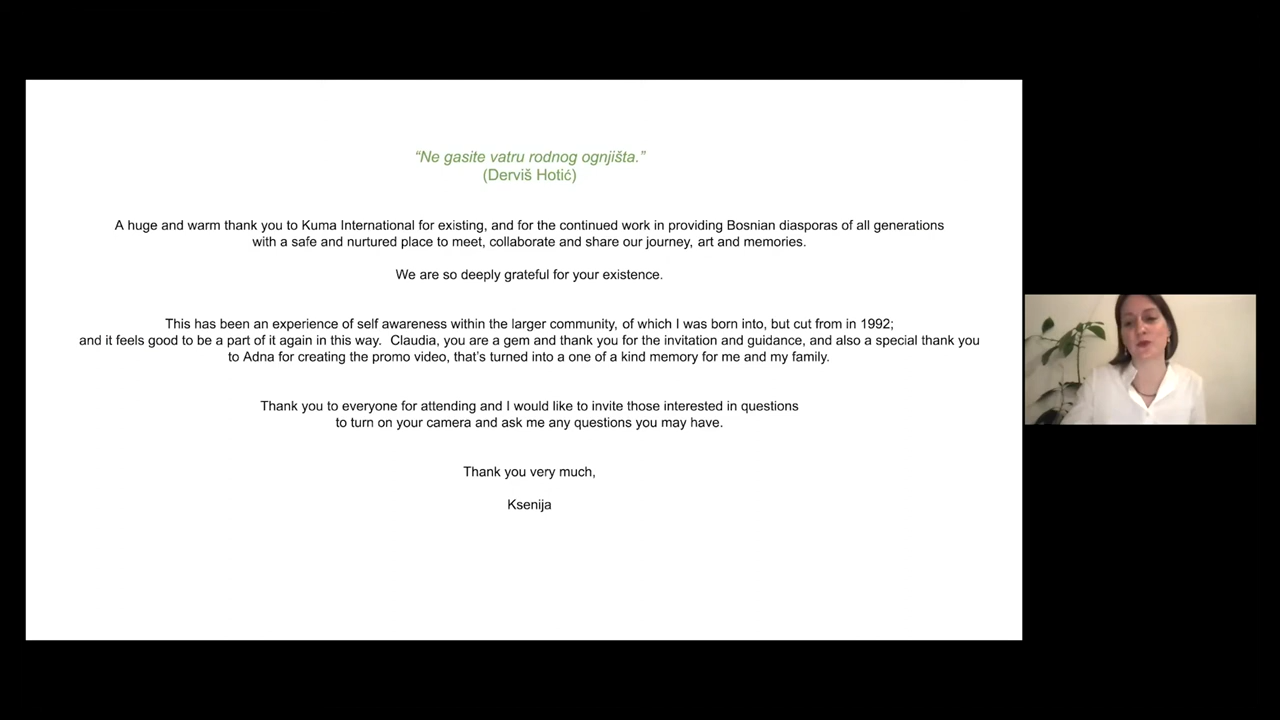 “Ne gasite vatru rodnog ognjišta.”
(Derviš Hotić)
A huge and warm thank you to Kuma International for existing, and for the continued work in providing Bosnian diasporas of all generations
with a safe and nurtured place to meet, collaborate and share our journey, art and memories.
We are so deeply grateful for your existence.
This has been an experience of self awareness within the larger community, of which I was born into, but cut from in 1992;
and it feels good to be a part of it again in this way.  Claudia, you are a gem and thank you for the invitation and guidance, and also a special thank you
to Adna for creating the promo video, that’s turned into a one of a kind memory for me and my family.
Thank you to everyone for attending and I would like to invite those interested in questions
to turn on your camera and ask me any questions you may have.
Thank you very much,
Ksenija